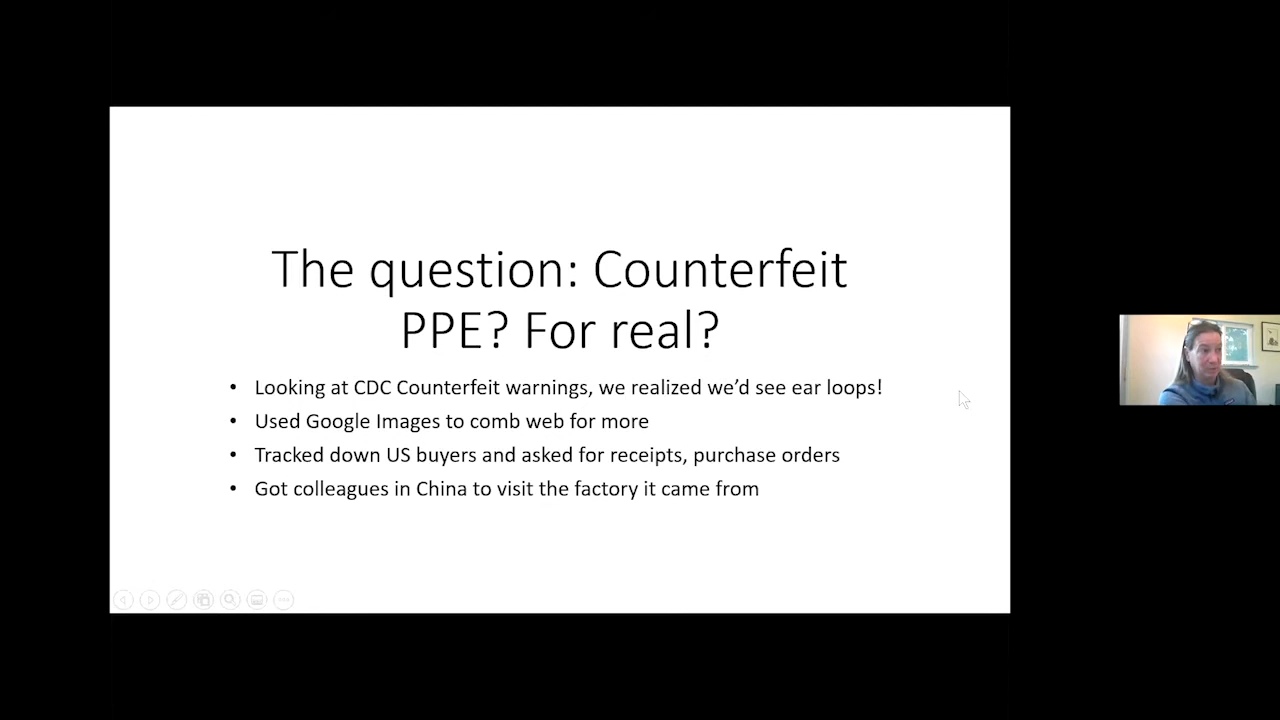 The question: Counterfeit
PPE? For real?
• Looking at CDC Counterfeit warnings, we realized we’d see ear loops!
• Used Google Images to comb web for more
• Tracked down US buyers and asked for receipts, purchase orders
• Got colleagues in China to visit the factory it came from